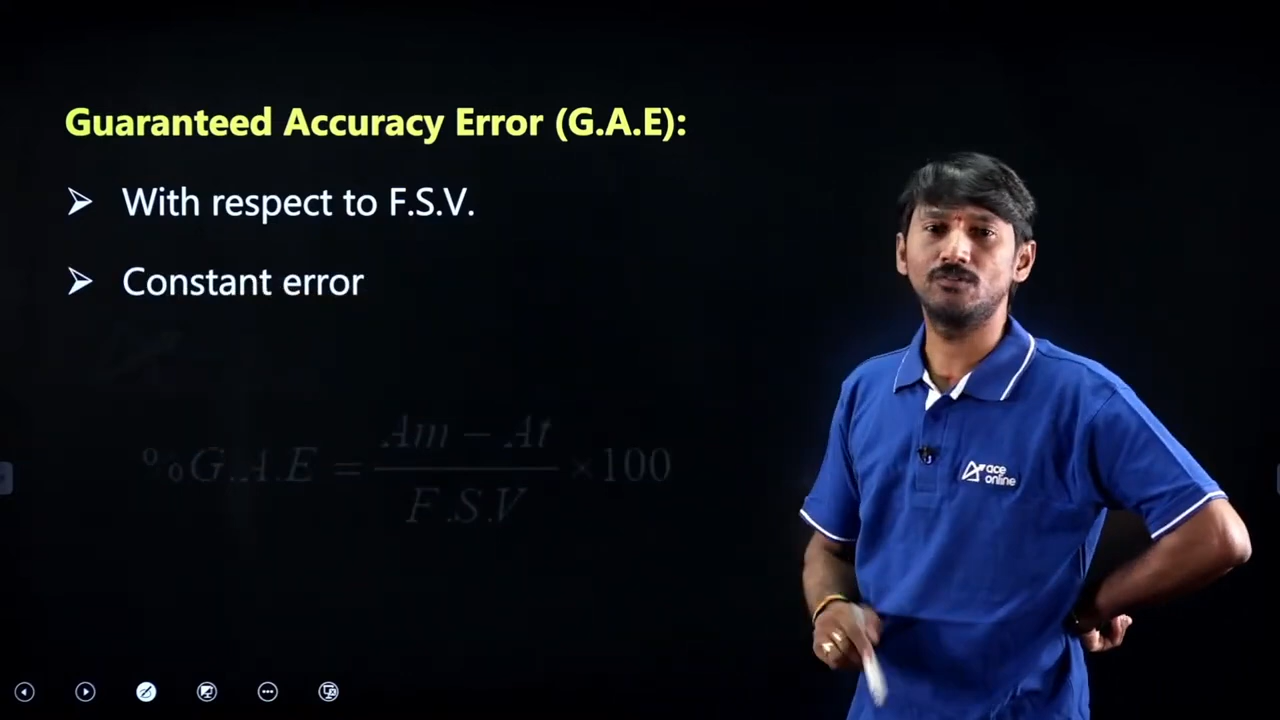 Guaranteed Accuracy Error (G.A.E):
➢ With respect to F.S.V.
➢ Constant error
%G.A.E = Am − At / F.S.V ×100
ace
online